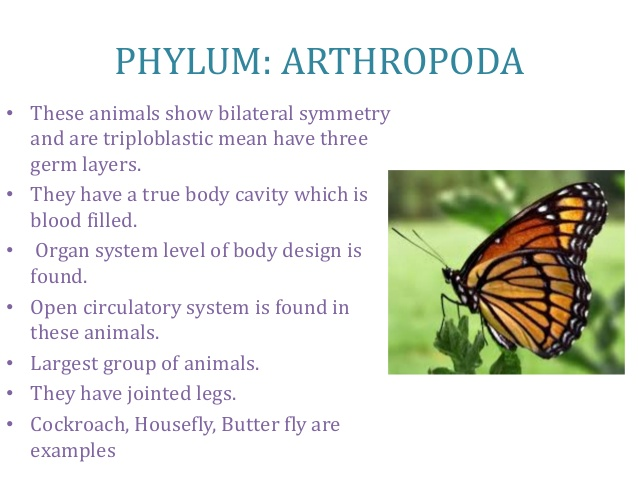 PHYLUM: ARTHROPODA
• These animals show bilateral symmetry
and are triploblastic mean have three
germ layers.
• They have a true body cavity which is
blood filled.
• Organ system level of body design is
found.
• Open circulatory system is found in
these animals.
• Largest group of animals.
• They have jointed legs.
• Cockroach, Housefly, Butter fly are
examples